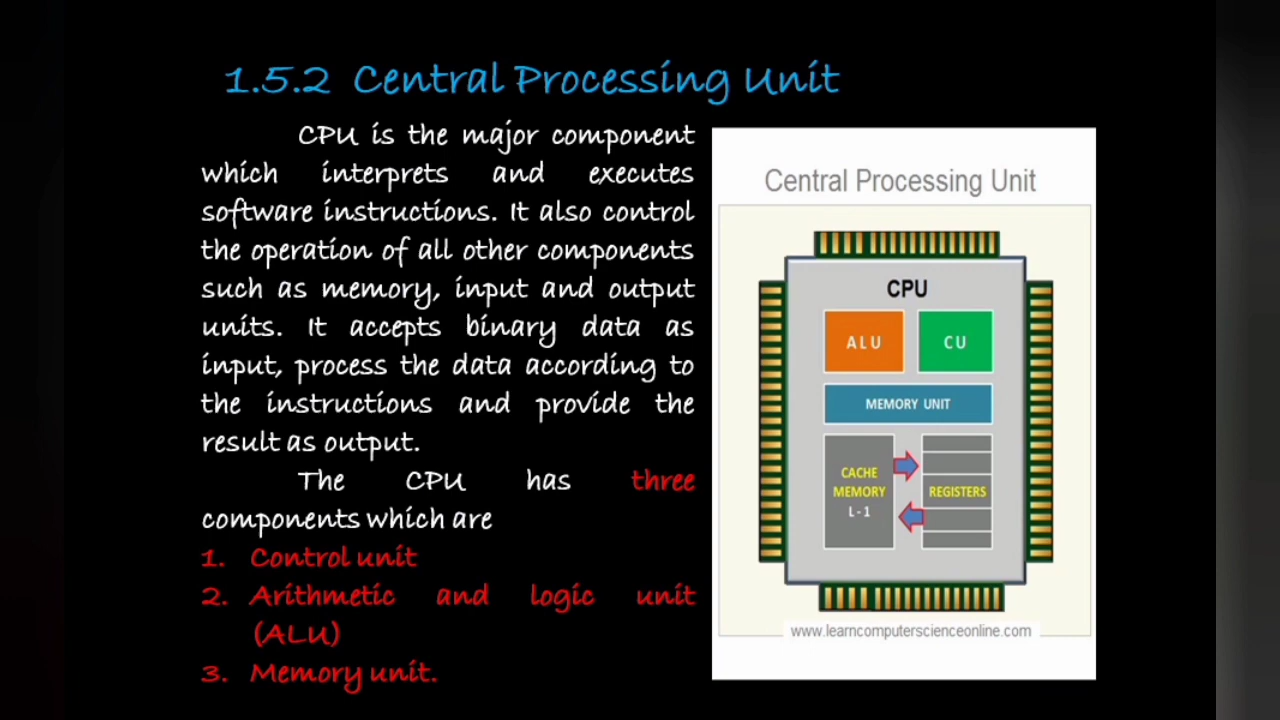 1.5.2 Central Processing Unit
CPU is the major component
which interprets and executes
software instructions. It also control
the operation of all other components
such as memory, input and output
units. It accepts binary data as
input, process the data according to
the instructions and provide the
result as output.
The CPU has three
components which are
1. Control unit
2. Arithmetic and logic unit
(ALU)
3. Memory unit.
Central Processing Unit
CPU
ALU
CU
MEMORY UNIT
CACHE
MEMORY
L - 1
REGISTERS
www.learncomputerscienceonline.com